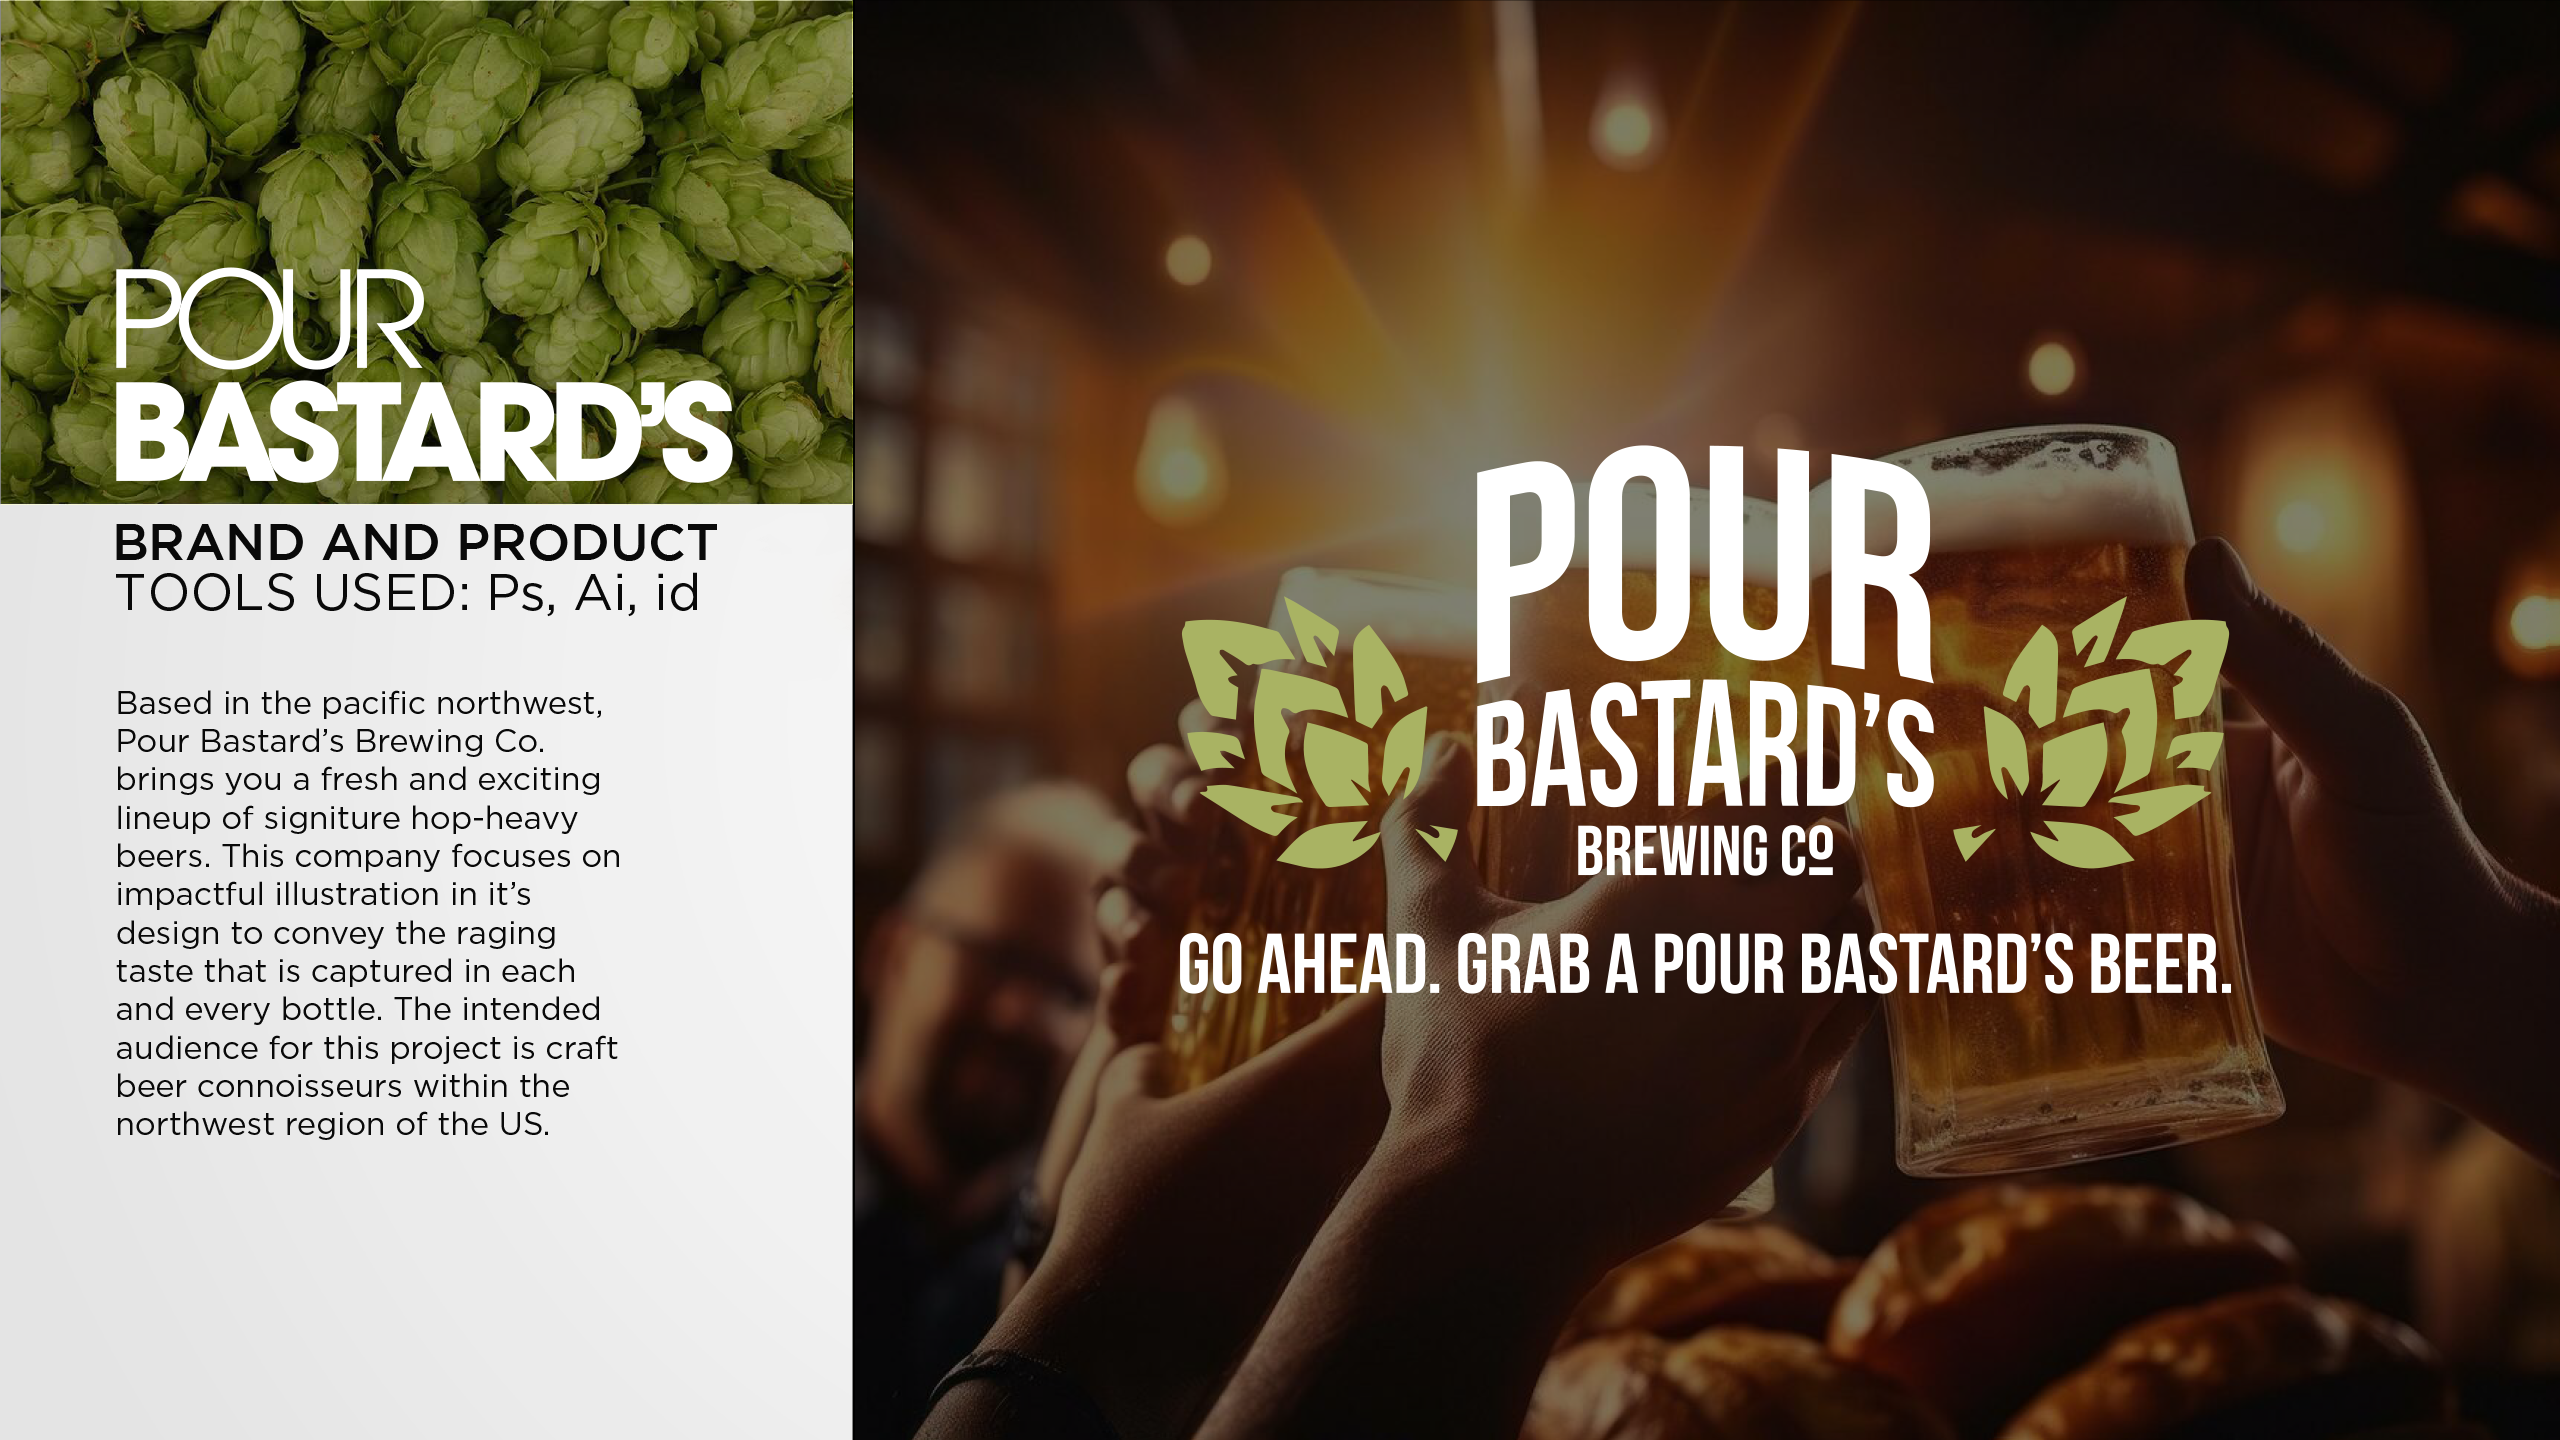 POUR
BASTARD’S
BRAND AND PRODUCT
TOOLS USED: Ps, Ai, id
Based in the pacific northwest,
Pour Bastard’s Brewing Co.
brings you a fresh and exciting
lineup of signiture hop-heavy
beers. This company focuses on
impactful illustration in it’s
design to convey the raging
taste that is captured in each
and every bottle. The intended
audience for this project is craft
beer connoisseurs within the
northwest region of the US.
POUR
BASTARD’S
BREWING Cº
GO AHEAD. GRAB A POUR BASTARD’S BEER.